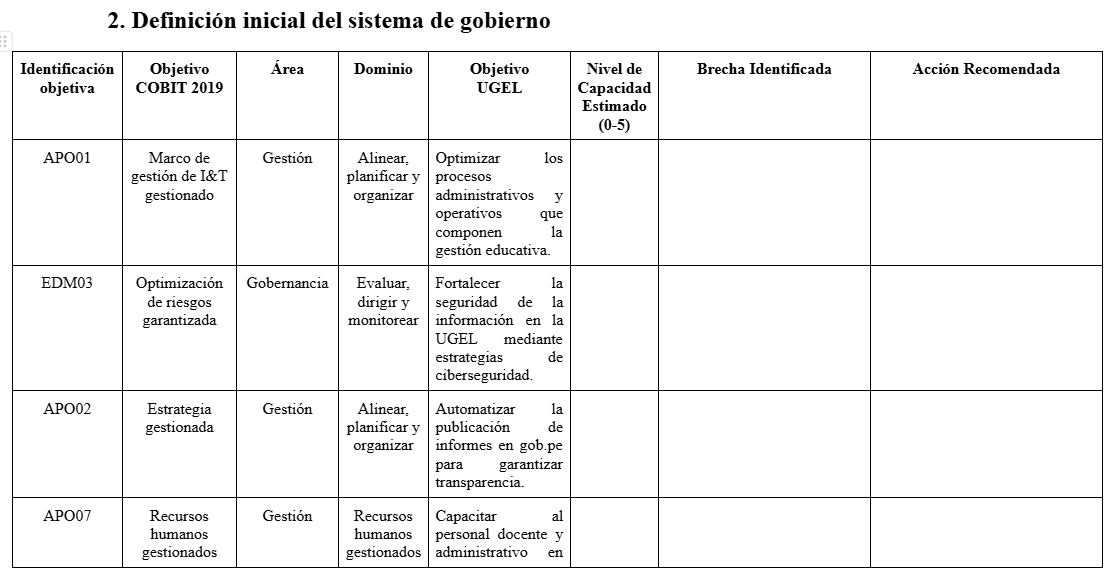 2. Definición inicial del sistema de gobierno
Identificación
objetiva
Objetivo
COBIT 2019
Área
Dominio
Objetivo
UGEL
Nivel de
Capacidad
Estimado
(0-5)
Brecha Identificada
Acción Recomendada
APO01
Marco de
gestión de I&T
gestionado
Gestión
Alinear,
planificar y
organizar
Optimizar los
procesos
administrativos y
operativos que
componen la
gestión educativa.
EDM03
Optimización
de riesgos
garantizada
Gobernancia
Evaluar,
dirigir y
monitorear
Fortalecer la
seguridad de la
información en la
UGEL mediante
estrategias de
ciberseguridad.
APO02
Estrategia
gestionada
Gestión
Alinear,
planificar y
organizar
Automatizar la
publicación de
informes en gob.pe
para garantizar
transparencia.
APO07
Recursos
humanos
gestionados
Gestión
Recursos
humanos
gestionados
Capacitar al
personal docente y
administrativo en